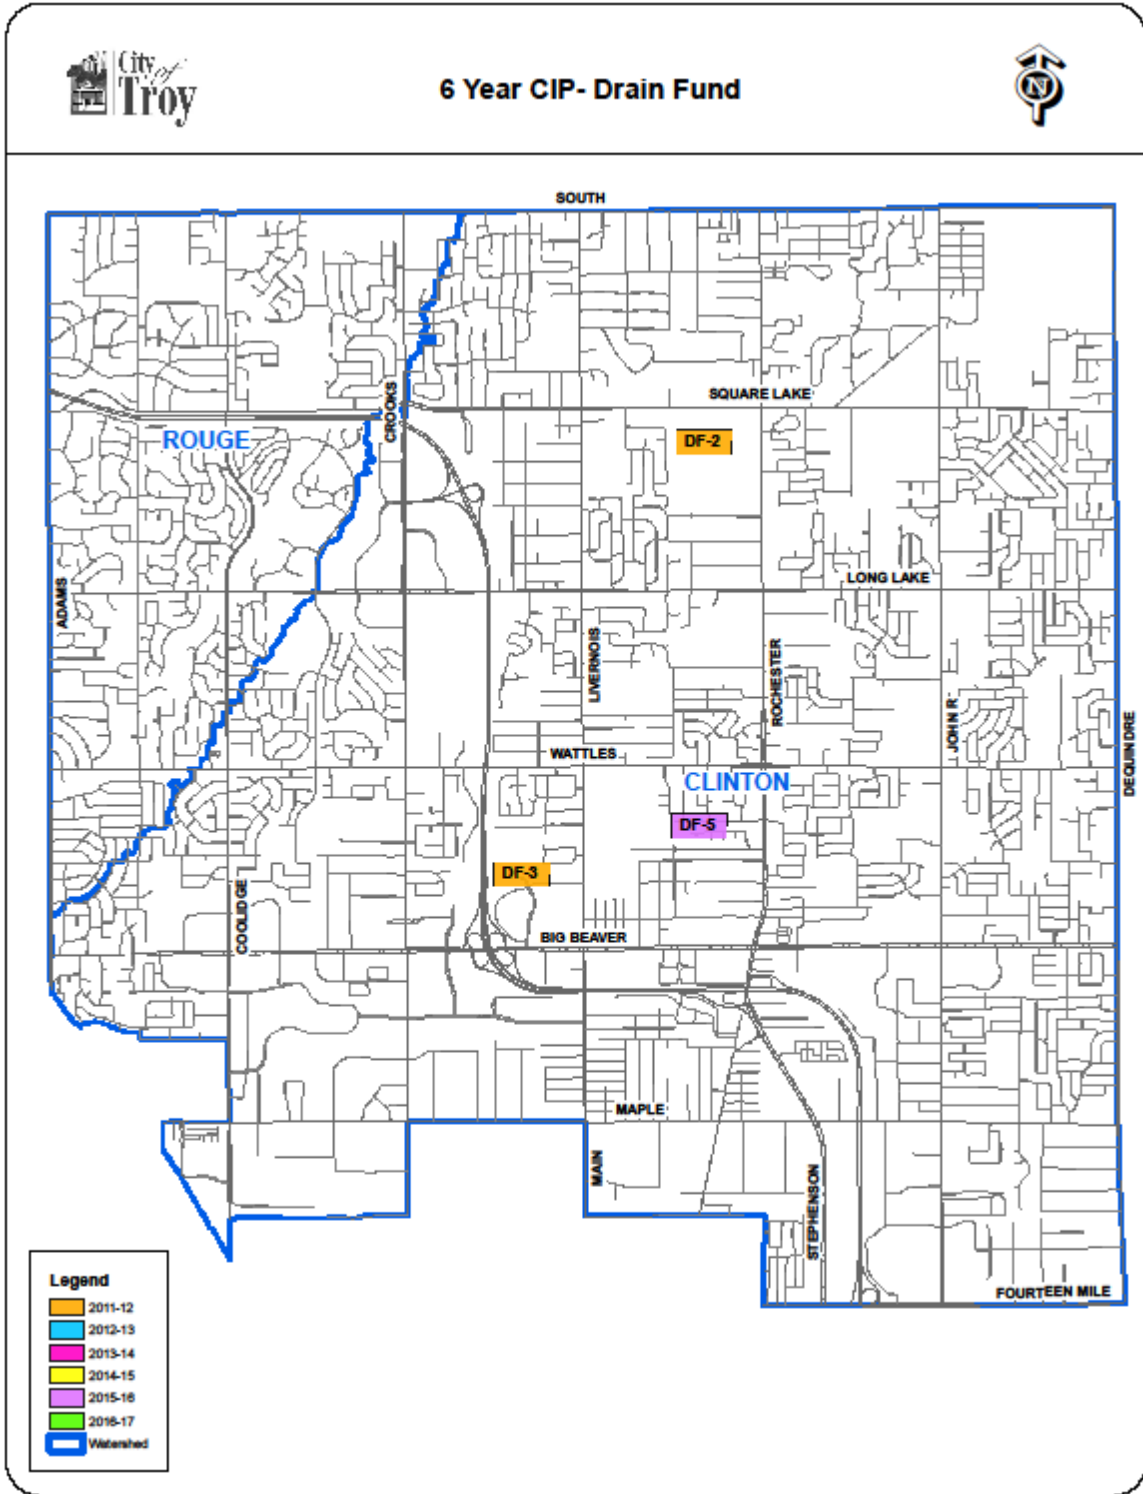 City of
Troy
6 Year CIP- Drain Fund
N
SOUTH
CROOKS
SQUARE LAKE
ROUGE
DF-2
ADAMS
LONG LAKE
LIVERNOIS
ROCHESTER
JOHN R
DEQUINDRE
WATTLES
CLINTON
DF-5
DF-3
COOLIDGE
BIG BEAVER
MAPLE
MAIN
STEPHENSON
FOURTEEN MILE
Legend
2011-12
2012-13
2013-14
2014-15
2015-16
2016-17
Watershed